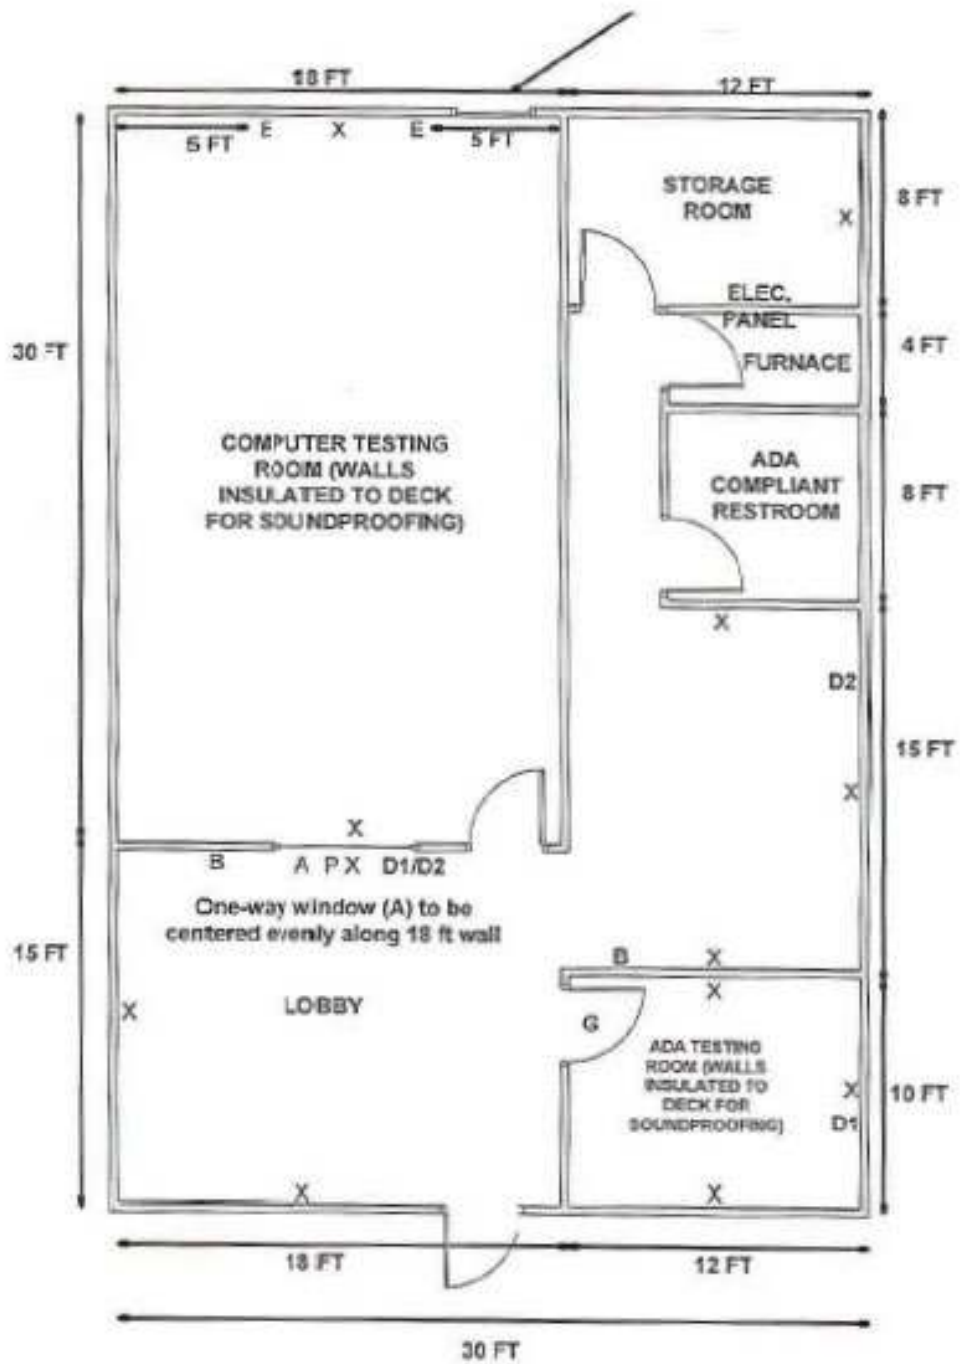 18 FT
12 FT
E
X
E
5 FT
5 FT
STORAGE
ROOM
X
8 FT
ELEC.
PANEL
FURNACE
4 FT
30 FT
COMPUTER TESTING
ROOM (WALLS
INSULATED TO DECK
FOR SOUNDPROOFING)
ADA
COMPLIANT
RESTROOM
8 FT
X
D2
15 FT
X
X
B
A
P X
D1/D2
One-way window (A) to be
centered evenly along 18 ft wall
15 FT
B
X
X
X
LOBBY
G
ADA TESTING
ROOM (WALLS
INSULATED TO
DECK FOR
SOUNDPROOFING)
X
D1
10 FT
X
X
18 FT
12 FT
30 FT